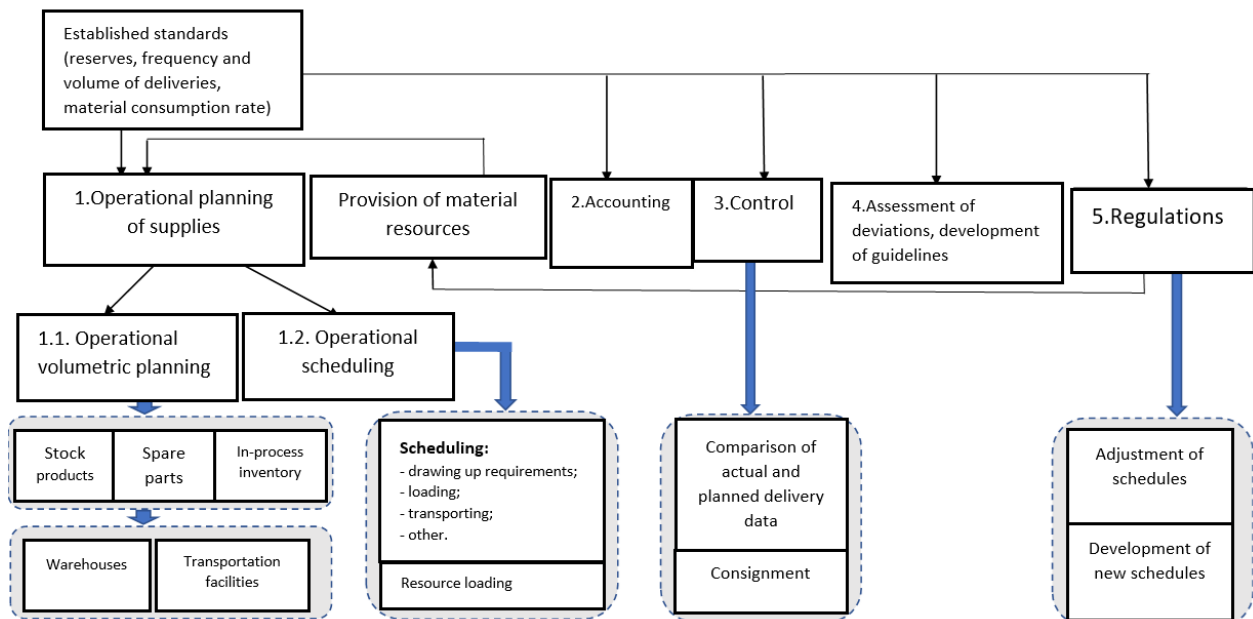 Established standards
(reserves, frequency and
volume of deliveries,
material consumption rate)
1.Operational planning
of supplies
Provision of material
resources
2.Accounting
3.Control
4.Assessment of
deviations, development
of guidelines
5.Regulations
1.1. Operational
volumetric planning
1.2. Operational
scheduling
Stock
products
Spare
parts
In-process
inventory
Warehouses
Transportation
facilities
Scheduling:
- drawing up requirements;
- loading;
- transporting;
- other.
Resource loading
Comparison of
actual and
planned delivery
data
Consignment
Adjustment of
schedules
Development of
new schedules